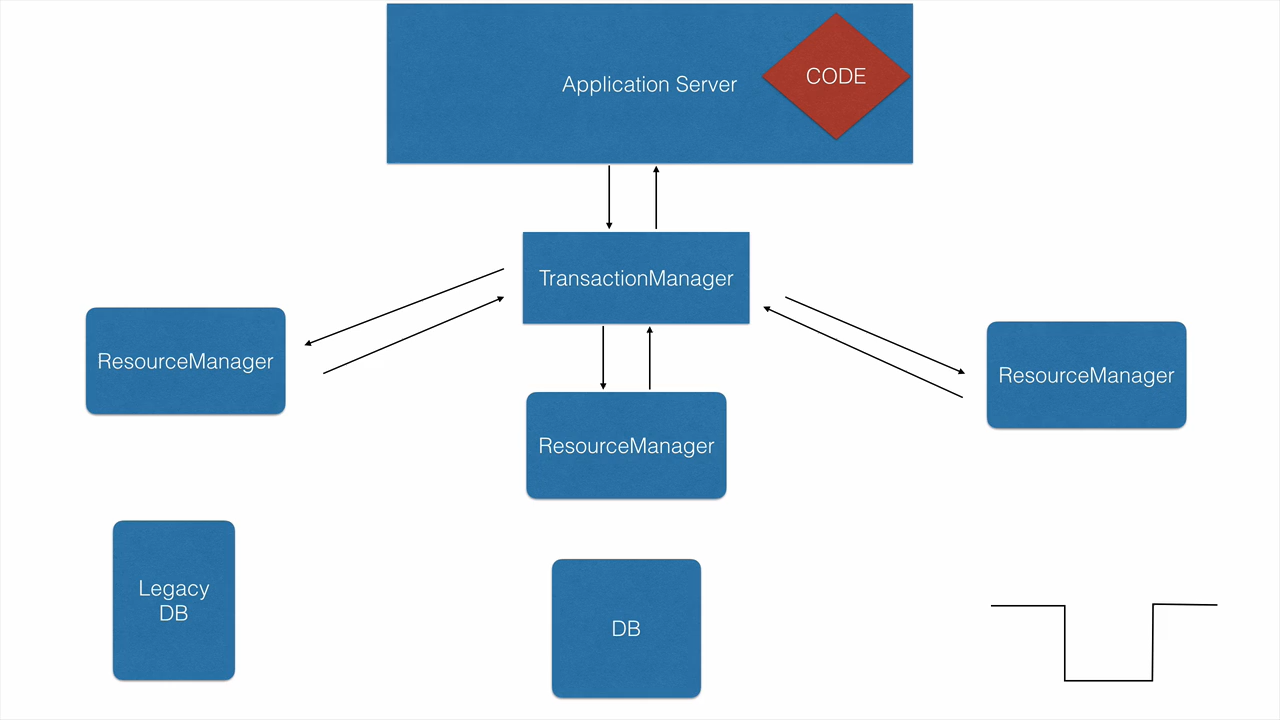 Application Server
CODE
TransactionManager
ResourceManager
ResourceManager
ResourceManager
Legacy
DB
DB